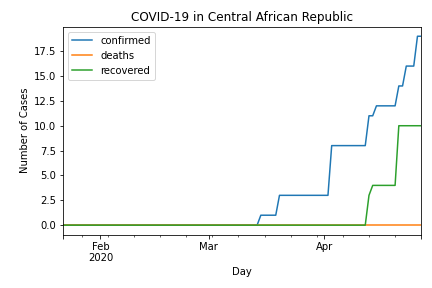 COVID-19 in Central African Republic
confirmed
deaths
recovered
17.5
15.0
12.5
10.0
7.5
5.0
2.5
0.0
Number of Cases
Feb
2020
Mar
Apr
Day